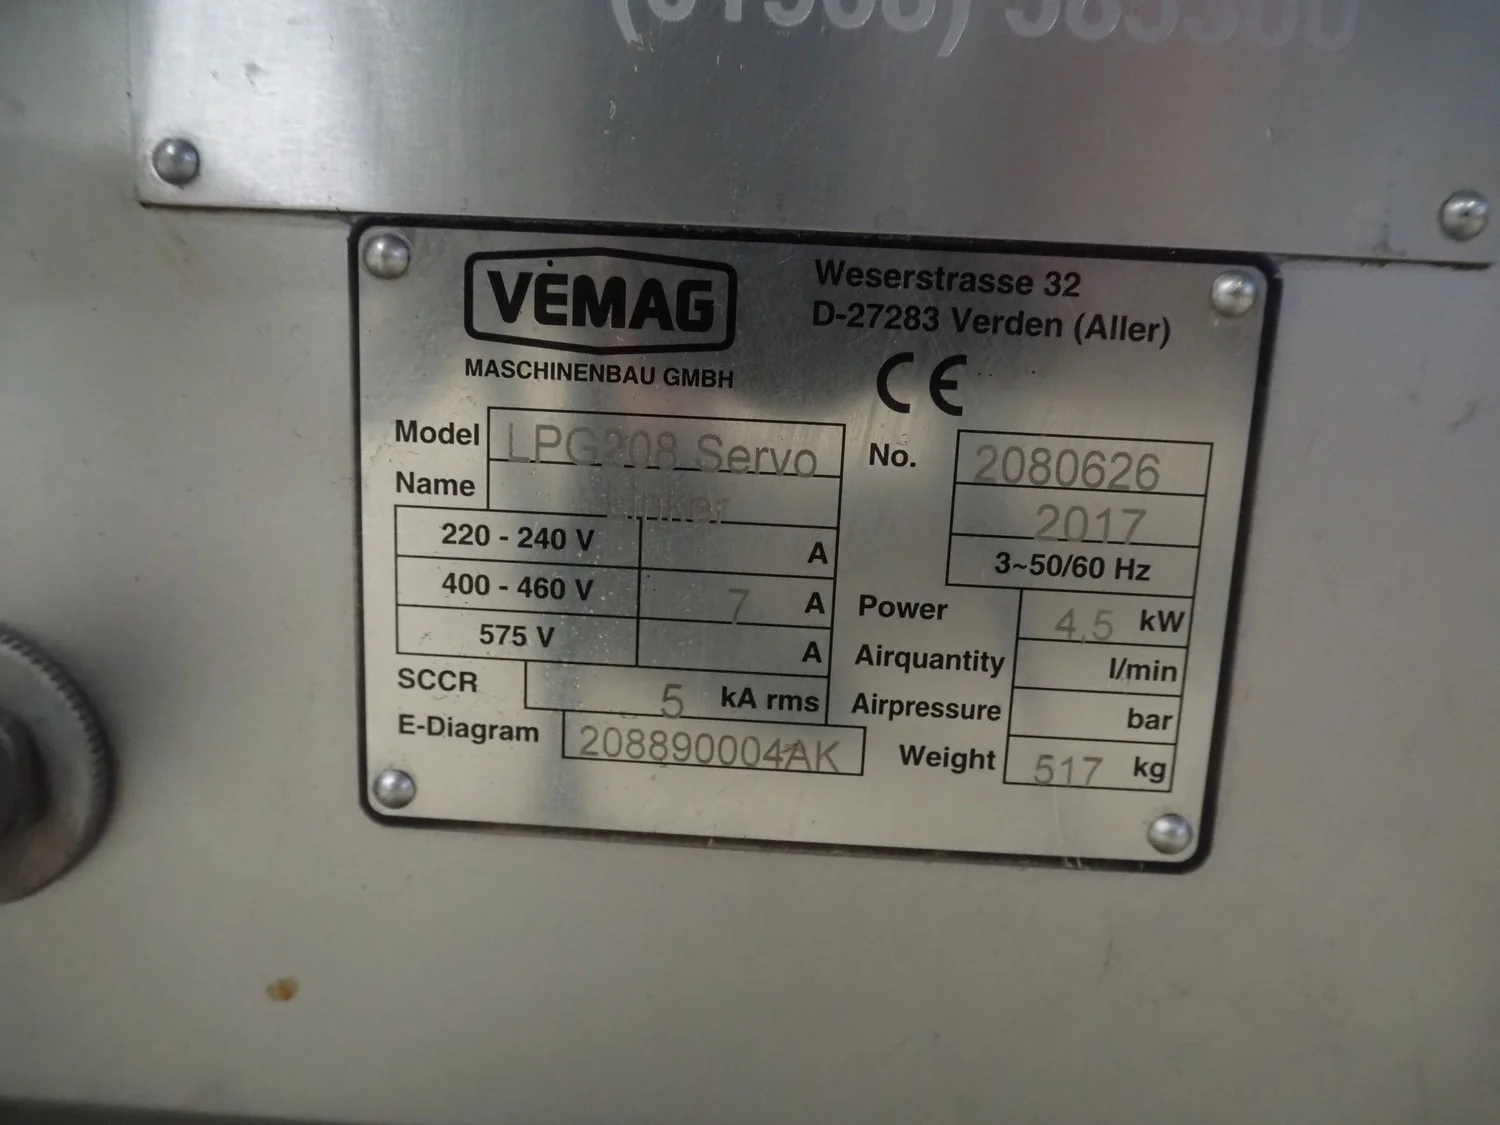 VEMAG
MASCHINENBAU GMBH
Weserstrasse 32
D-27283 Verden (Aller)
CE
Model LPG208 Servo
Name Linker
No. 2080626
2017
3~50/60 Hz
220 - 240 V A
400 - 460 V 7 A
575 V A
SCCR 5 kA rms
E-Diagram 208890004AK
Power 4,5 kW
Airquantity l/min
Airpressure bar
Weight 517 kg